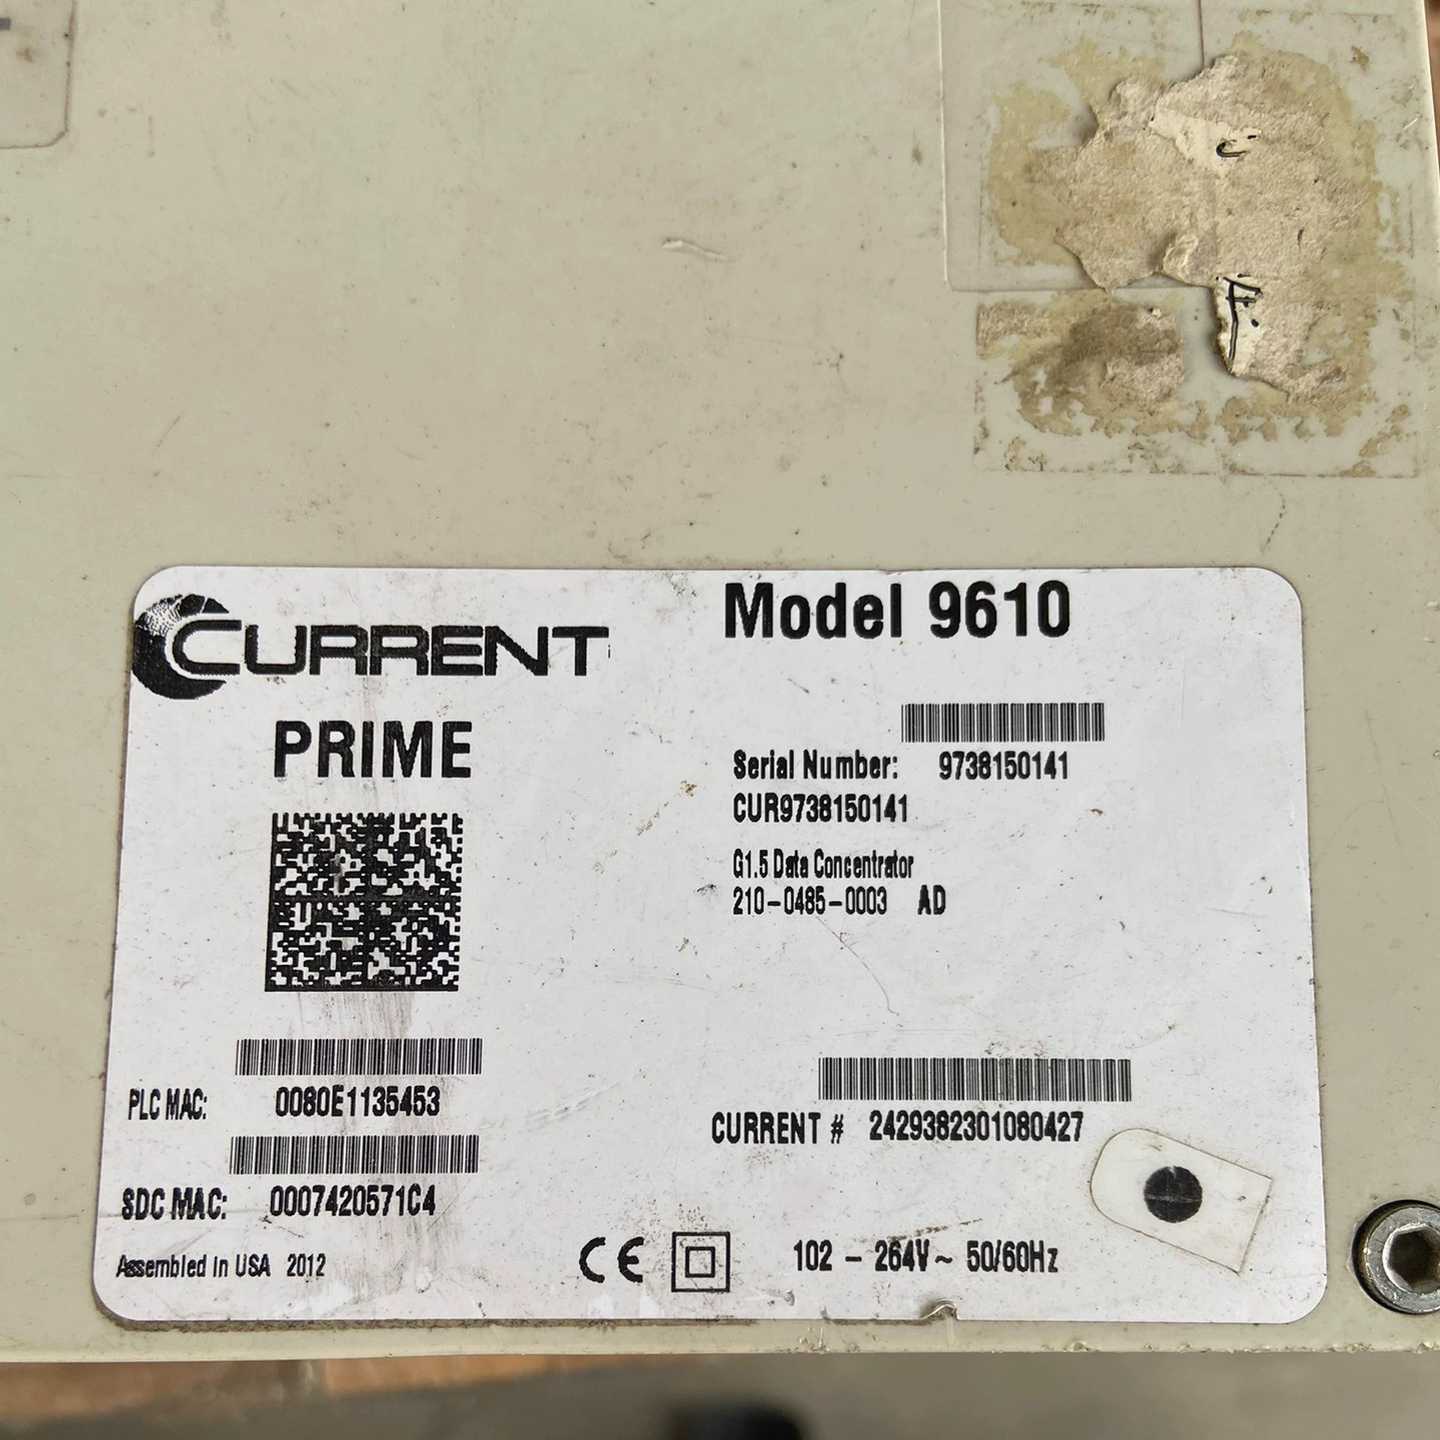 CURRENT
Model 9610
PRIME
Serial Number: 9738150141
CUR9738150141
G1.5 Data Concentrator
210-0485-0003 AD
PLC MAC: 0080E1135453
CURRENT # 2429382301080427
SDC MAC: 0007420571C4
Assembled in USA 2012
CE
102 - 264V~ 50/60Hz